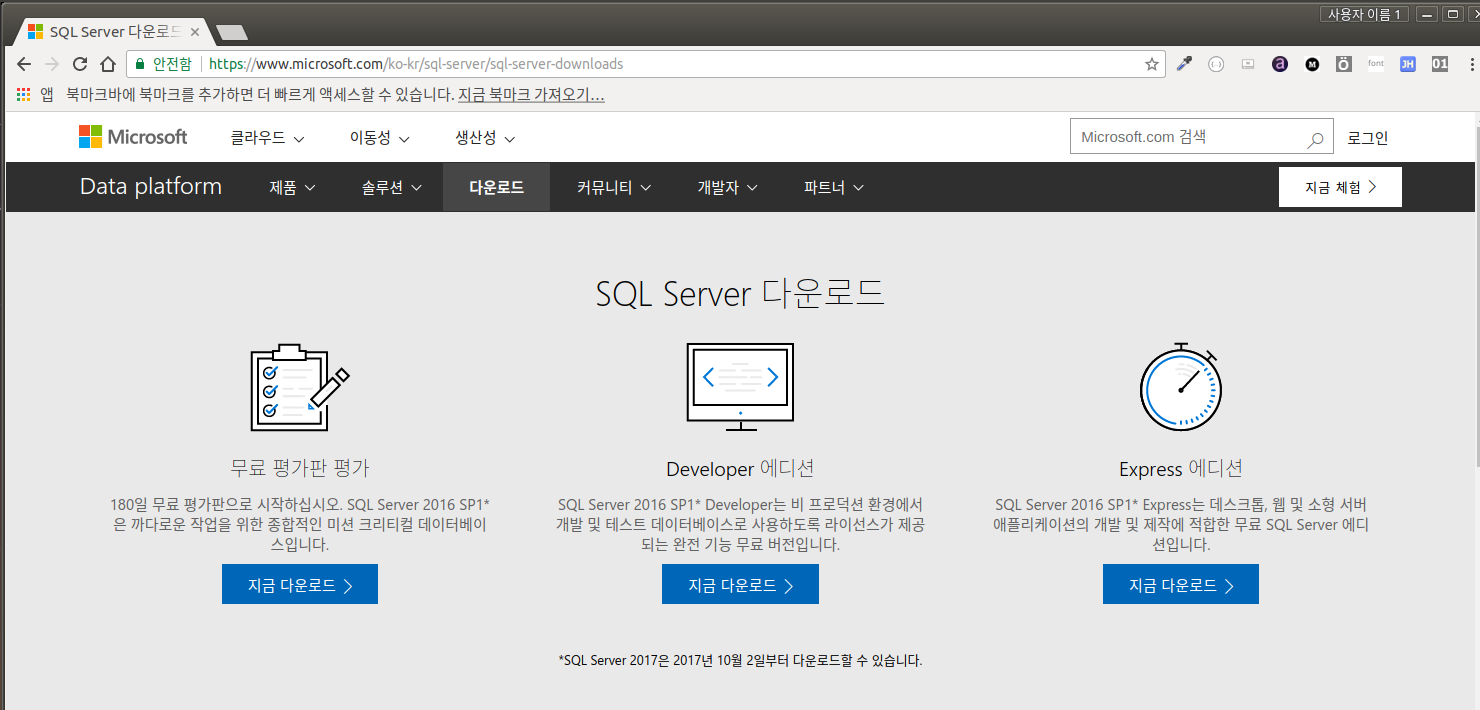 사용자 이름 1
SQL Server 다운로드
안전함 https://www.microsoft.com/ko-kr/sql-server/sql-server-downloads
font JH 01
앱 북마크바에 북마크를 추가하면 더 빠르게 액세스할 수 있습니다. 지금 북마크 가져오기...
Microsoft 클라우드 이동성 생산성 Microsoft.com 검색 로그인
Data platform 제품 솔루션 다운로드 커뮤니티 개발자 파트너 지금 체험
SQL Server 다운로드
무료 평가판 평가
180일 무료 평가판으로 시작하십시오. SQL Server 2016 SP1*
은 까다로운 작업을 위한 종합적인 미션 크리티컬 데이터베이
스입니다.
지금 다운로드
Developer 에디션
SQL Server 2016 SP1* Developer는 비 프로덕션 환경에서
개발 및 테스트 데이터베이스로 사용하도록 라이선스가 제공
되는 완전 기능 무료 버전입니다.
지금 다운로드
Express 에디션
SQL Server 2016 SP1* Express는 데스크톱, 웹 및 소형 서버
애플리케이션의 개발 및 제작에 적합한 무료 SQL Server 에디
션입니다.
지금 다운로드
*SQL Server 2017은 2017년 10월 2일부터 다운로드할 수 있습니다.